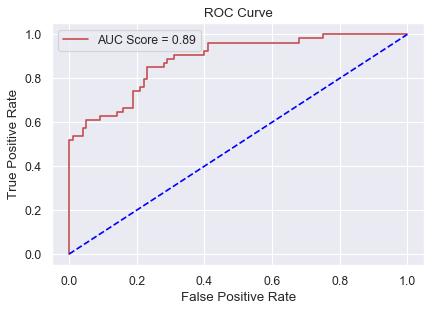 ROC Curve
AUC Score = 0.89
True Positive Rate
1.0
0.8
0.6
0.4
0.2
0.0
0.0 0.2 0.4 0.6 0.8 1.0
False Positive Rate